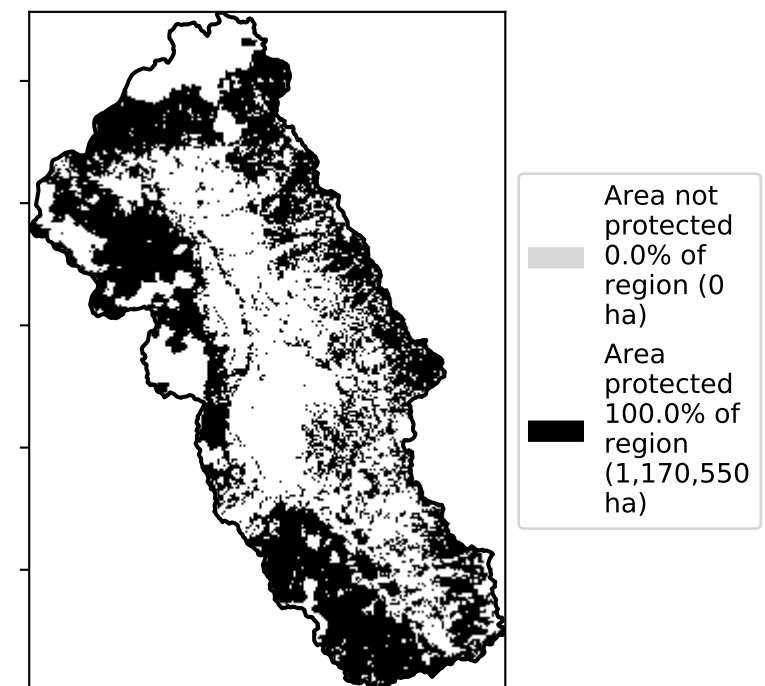 Area not
protected
0.0% of
region (0
ha)
Area
protected
100.0% of
region
(1,170,550
ha)